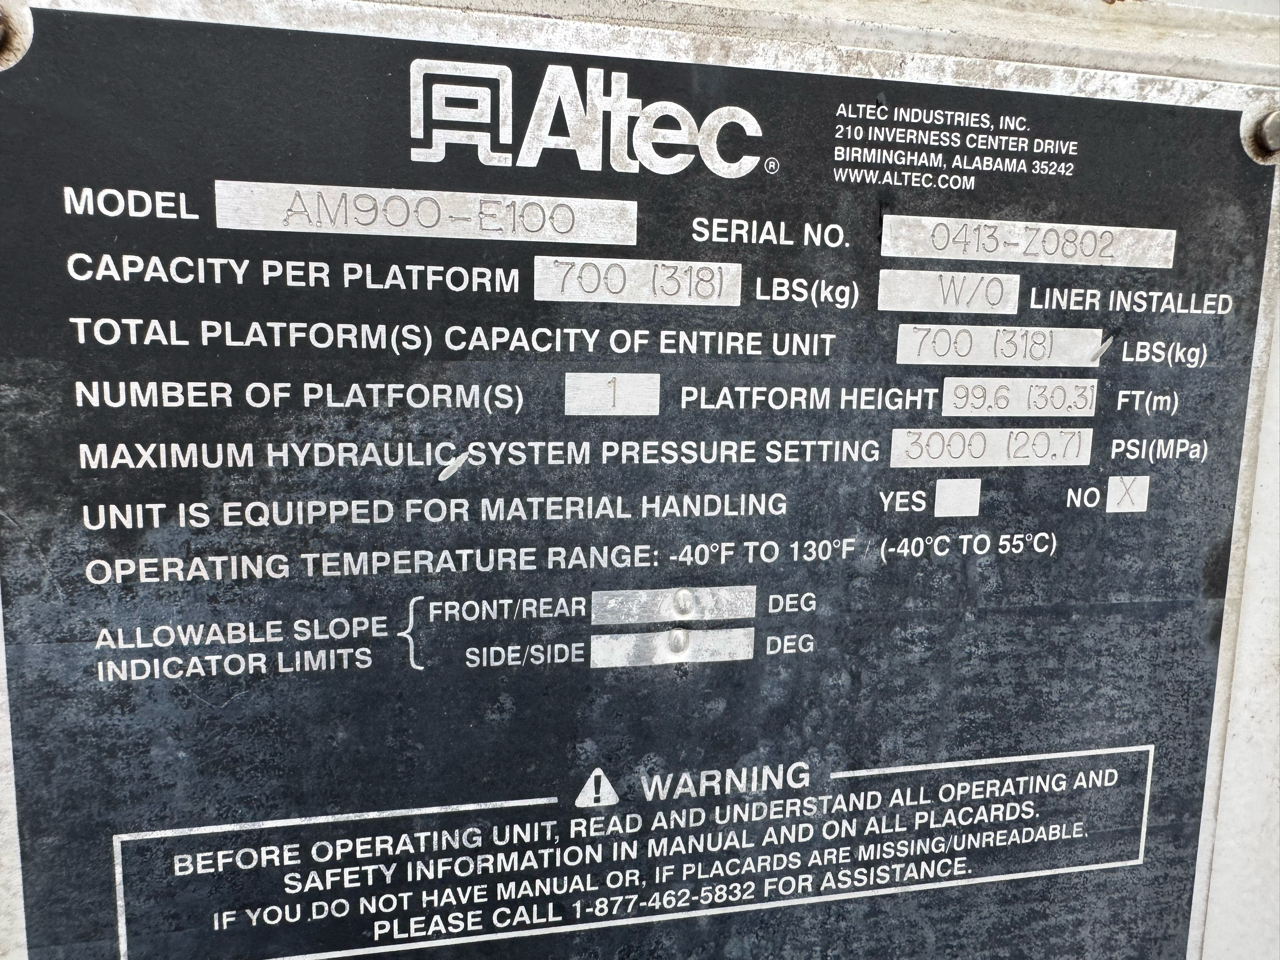 Altec®
ALTEC INDUSTRIES, INC.
210 INVERNESS CENTER DRIVE
BIRMINGHAM, ALABAMA 35242
WWW.ALTEC.COM
MODEL AM900-E100 SERIAL NO. 0413-Z0802
CAPACITY PER PLATFORM 700 (318) LBS(kg) W/O LINER INSTALLED
TOTAL PLATFORM(S) CAPACITY OF ENTIRE UNIT 700 (318) LBS(kg)
NUMBER OF PLATFORM(S) 1 PLATFORM HEIGHT 99.6 (30.3) FT(m)
MAXIMUM HYDRAULIC SYSTEM PRESSURE SETTING 3000 (20.7) PSI(MPa)
UNIT IS EQUIPPED FOR MATERIAL HANDLING YES NO X
OPERATING TEMPERATURE RANGE: -40°F TO 130°F / (-40°C TO 55°C)
ALLOWABLE SLOPE INDICATOR LIMITS
FRONT/REAR DEG
SIDE/SIDE DEG
WARNING
BEFORE OPERATING UNIT, READ AND UNDERSTAND ALL OPERATING AND
SAFETY INFORMATION IN MANUAL AND ON ALL PLACARDS.
IF YOU DO NOT HAVE MANUAL OR, IF PLACARDS ARE MISSING/UNREADABLE,
PLEASE CALL 1-877-462-5832 FOR ASSISTANCE.